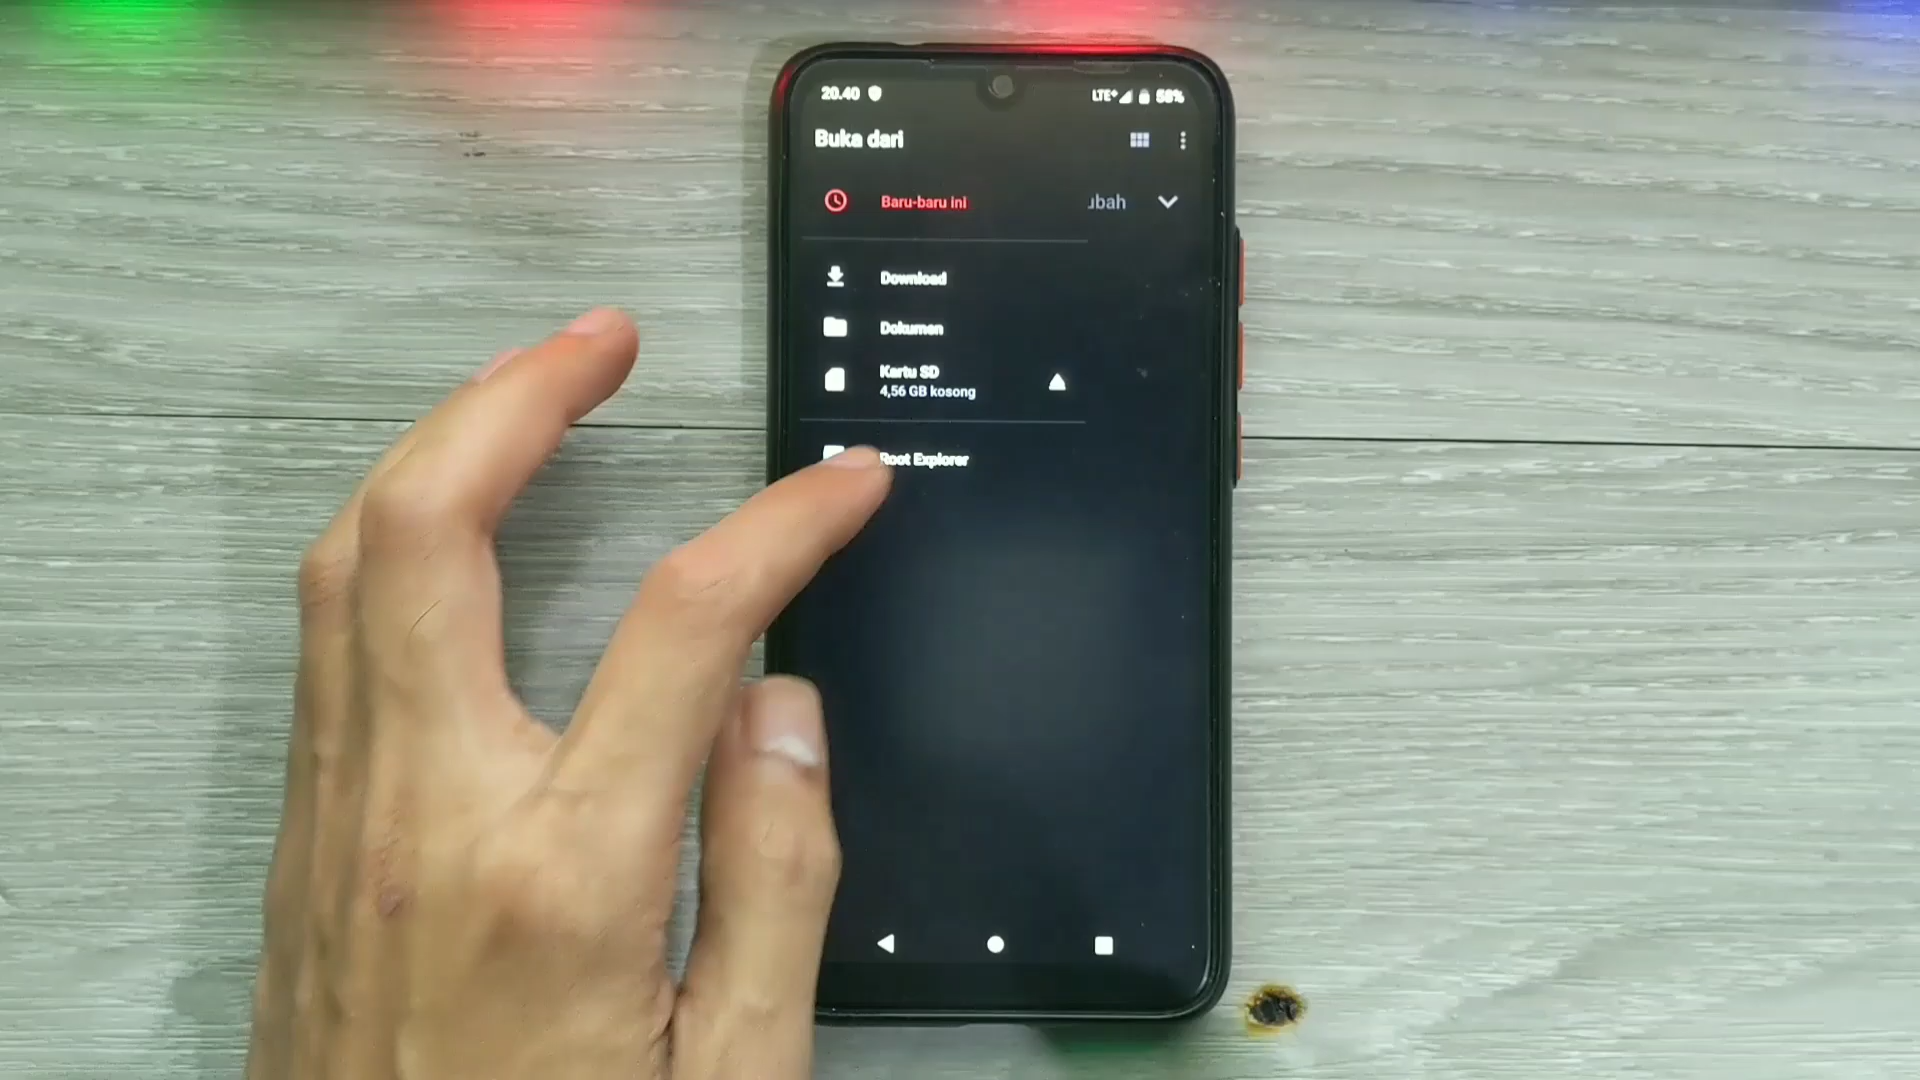 20.40
LTE+ 58%
Buka dari
Baru-baru ini
ubah
Download
Dokumen
Kartu SD
4,56 GB kosong
Root Explorer